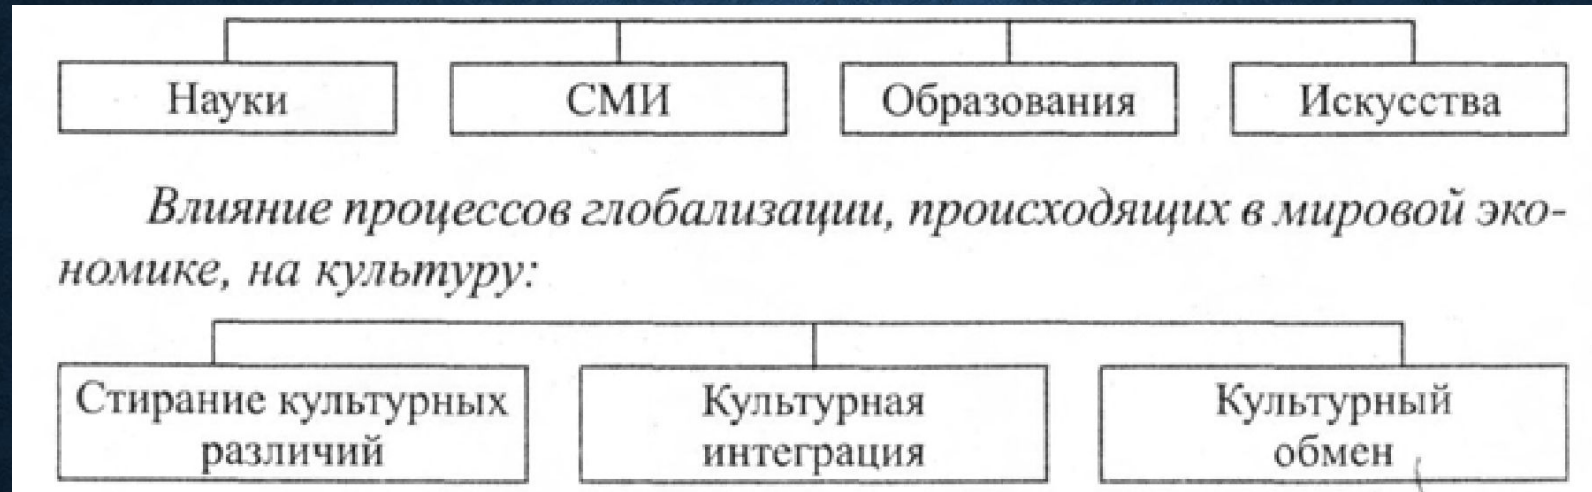 Науки
СМИ
Образования
Искусства
Влияние процессов глобализации, происходящих в мировой эко-
номике, на культуру:
Стирание культурных
различий
Культурная
интеграция
Культурный
обмен